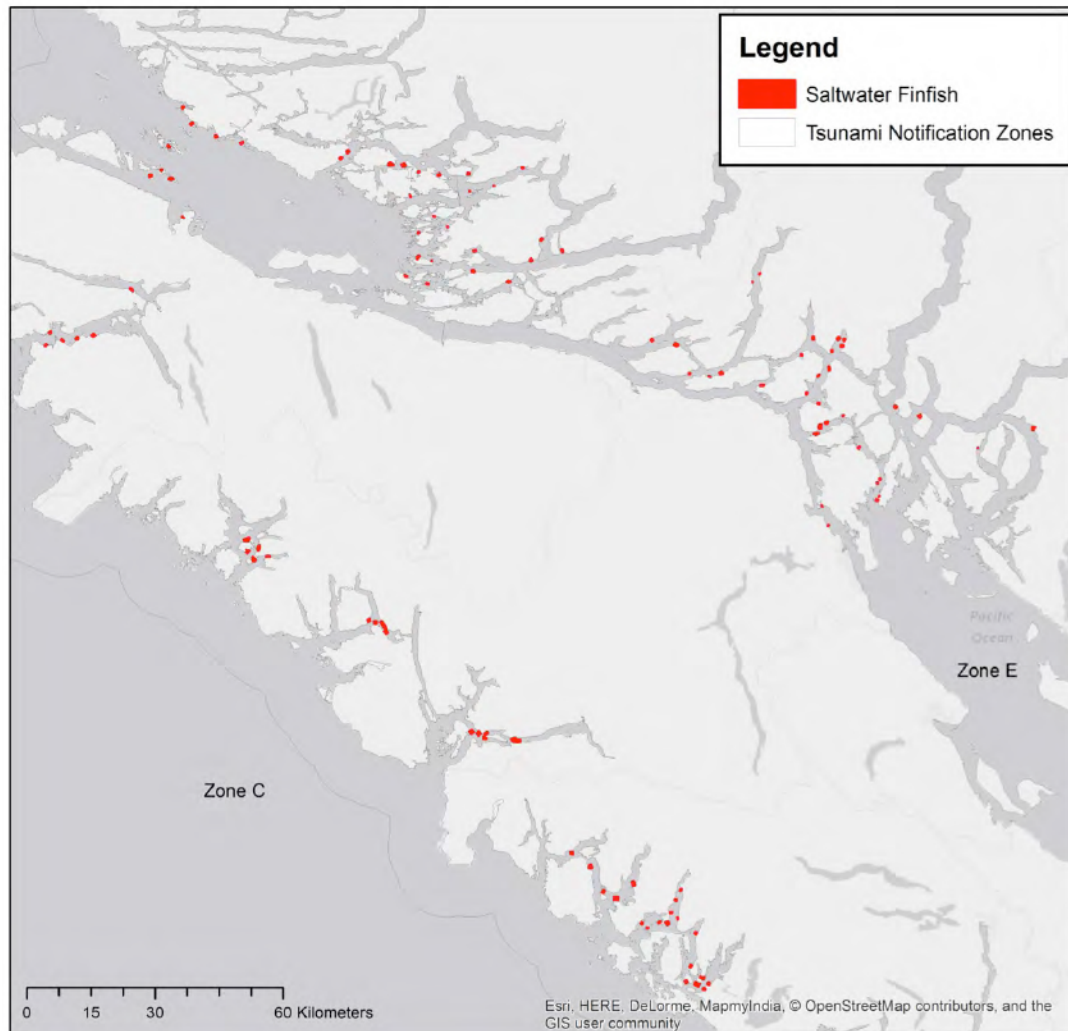 Legend
Saltwater Finfish
Tsunami Notification Zones
Pacific
Ocean
Zone E
Zone C
0 15 30 60 Kilometers
Esri, HERE, DeLorme, MapmyIndia, © OpenStreetMap contributors, and the
GIS user community